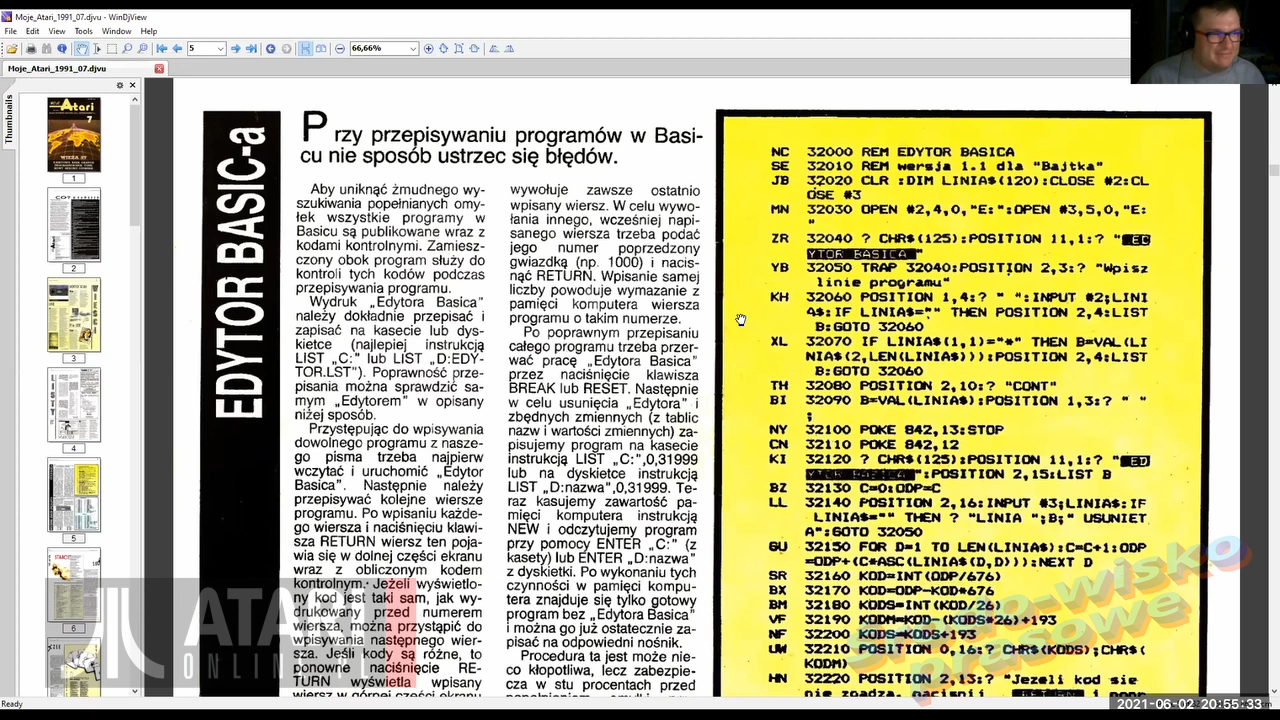 Moje_Atari_1991_07.djvu - WinDjView
File Edit View Tools Window Help
5
66,66%
Moje_Atari_1991_07.djvu
Thumbnails
1
2
3
4
5
6
EDYTOR BASIC-a
Przy przepisywaniu programów w Basi-
cu nie sposób ustrzec się błędów.
Aby uniknąć żmudnego wy-
szukiwania popełnianych omy-
łek wszystkie programy w
Basicu są publikowane wraz z
kodami kontrolnymi. Zamiesz-
czony obok program służy do
kontroli tych kodów podczas
przepisywania programu.
Wydruk „Edytora Basica"
należy dokładnie przepisać i
zapisać na kasecie lub dys-
kietce (najlepiej instrukcją
LIST „C:" lub LIST „D:EDY-
TOR.LST"). Poprawność prze-
pisania można sprawdzić sa-
mym „Edytorem" w opisany
niżej sposób.
Przystępując do wpisywania
dowolnego programu z nasze-
go pisma trzeba najpierw
wczytać i uruchomić „Edytor
Basica". Następnie należy
przepisywać kolejne wiersze
programu. Po wpisaniu każde-
go wiersza i naciśnięciu klawi-
sza RETURN wiersz ten poja-
wia się w dolnej części ekranu
wraz z obliczonym kodem
kontrolnym. Jeżeli wyświetlo-
ny kod jest taki sam, jak wy-
drukowany przed numerem
wiersza, można przystąpić do
wpisywania następnego wier-
sza. Jeśli kody są różne, to
ponowne naciśnięcie RE-
TURN wyświetla wpisany
wiersz w górnej części ekranu
wywołuje zawsze ostatnio
wpisany wiersz. W celu wywo-
łania innego, wcześniej napi-
sanego wiersza trzeba podać
jego numer poprzedzony
gwiazdką (np. 1000) i nacis-
nąć RETURN. Wpisanie samej
liczby powoduje wymazanie z
pamięci komputera wiersza
programu o takim numerze.
Po poprawnym przepisaniu
całego programu trzeba przer-
wać pracę „Edytora Basica"
przez naciśnięcie klawisza
BREAK lub RESET. Następnie
w celu usunięcia „Edytora" i
zbędnych zmiennych (z tablic
nazw i wartości zmiennych) za-
pisujemy program na kasecie
instrukcją LIST „C:",0,31999
lub na dyskietce instrukcją
LIST „D:nazwa",0,31999. Te-
raz kasujemy zawartość pa-
mięci komputera instrukcją
NEW i odczytujemy program
przy pomocy ENTER „C:" (z
kasety) lub ENTER „D:nazwa"
z dyskietki. Po wykonaniu tych
czynności w pamięci kompu-
tera znajduje się tylko gotowy
program bez „Edytora Basica"
i można go już ostatecznie za-
pisać na odpowiedni nośnik.
Procedura ta jest może nie-
co kłopotliwa, lecz zabezpie-
cza w stu procentach przed
NC 32000 REM EDYTOR BASICA
SE 32010 REM wersja 1.1 dla "Bajtka"
JB 32020 CLR :DIM LINIA$(120):CLOSE #2:CL
OSE #3
MN 32030 OPEN #2,4,0,"E:":OPEN #3,5,0,"E:
"
ZR 32040 ? CHR$(125):POSITION 11,1:? "ED
YTOR BASICA "
YB 32050 TRAP 32040:POSITION 2,3:? "Wpisz
linie programu"
KH 32060 POSITION 1,4:? " ":INPUT #2;LINI
A$:IF LINIA$="" THEN POSITION 2,4:LIST
B:GOTO 32060
XL 32070 IF LINIA$(1,1)="*" THEN B=VAL(LI
NIA$(2,LEN(LINIA$))):POSITION 2,4:LIST
B:GOTO 32060
TH 32080 POSITION 2,10:? "CONT"
BI 32090 B=VAL(LINIA$):POSITION 1,3:? " "
;
NY 32100 POKE 842,13:STOP
CN 32110 POKE 842,12
KI 32120 ? CHR$(125):POSITION 11,1:? "ED
YTOR BASICA ":POSITION 2,15:LIST B
BZ 32130 C=0:ODP=C
LL 32140 POSITION 2,16:INPUT #3;LINIA$:IF
LINIA$="" THEN ? "LINIA ";B;" USUNIET
A":GOTO 32050
GU 32150 FOR D=1 TO LEN(LINIA$):C=C+1:ODP
=ODP+(C*ASC(LINIA$(D,D))):NEXT D
SR 32160 KOD=INT(ODP/676)
BX 32170 KOD=ODP-KOD*676
BM 32180 KODS=INT(KOD/26)
VF 32190 KODM=KOD-(KODS*26)+193
NF 32200 KODS=KODS+193
UW 32210 POSITION 0,16:? CHR$(KODS);CHR$(
KODM)
HN 32220 POSITION 2,13:? "Jezeli kod sie
ATARI
ONLINE
prasowe
Ready
2021-06-02 20:55:33